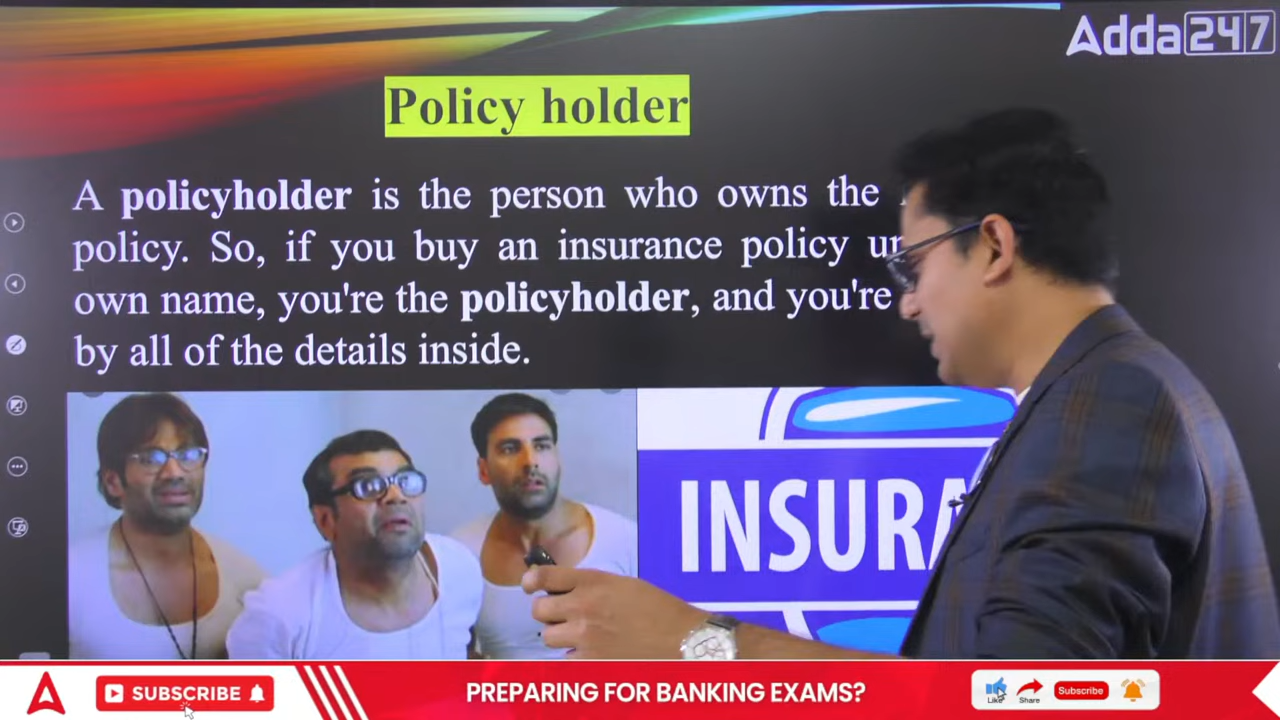 Adda247
Policy holder
A policyholder is the person who owns the
policy. So, if you buy an insurance policy
own name, you're the policyholder, and you're
by all of the details inside.
INSURA
SUBSCRIBE
PREPARING FOR BANKING EXAMS?
Like
Share
Subscribe